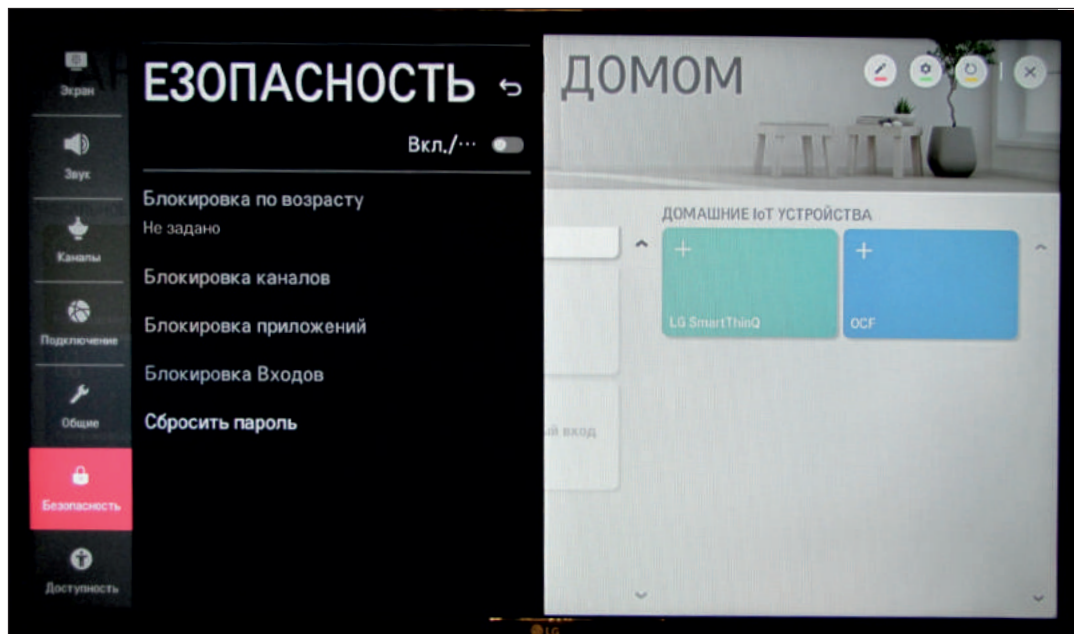 Экран
Звук
Каналы
Подключение
Общие
Безопасность
Доступность
ЕЗОПАСНОСТЬ
Вкл./...
Блокировка по возрасту
Не задано
Блокировка каналов
Блокировка приложений
Блокировка Входов
Сбросить пароль
ДОМОМ
ДОМАШНИЕ IoT УСТРОЙСТВА
LG SmartThinQ
OCF
вход
LG